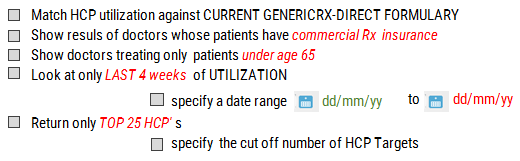 Match HCP utilization against CURRENT GENERICRX-DIRECT FORMULARY
Show resuls of doctors whose patients have commercial Rx insurance
Show doctors treating only patients under age 65
Look at only LAST 4 weeks of UTILIZATION
specify a date range dd/mm/yy to dd/mm/yy
Return only TOP 25 HCP' s
specify the cut off number of HCP Targets